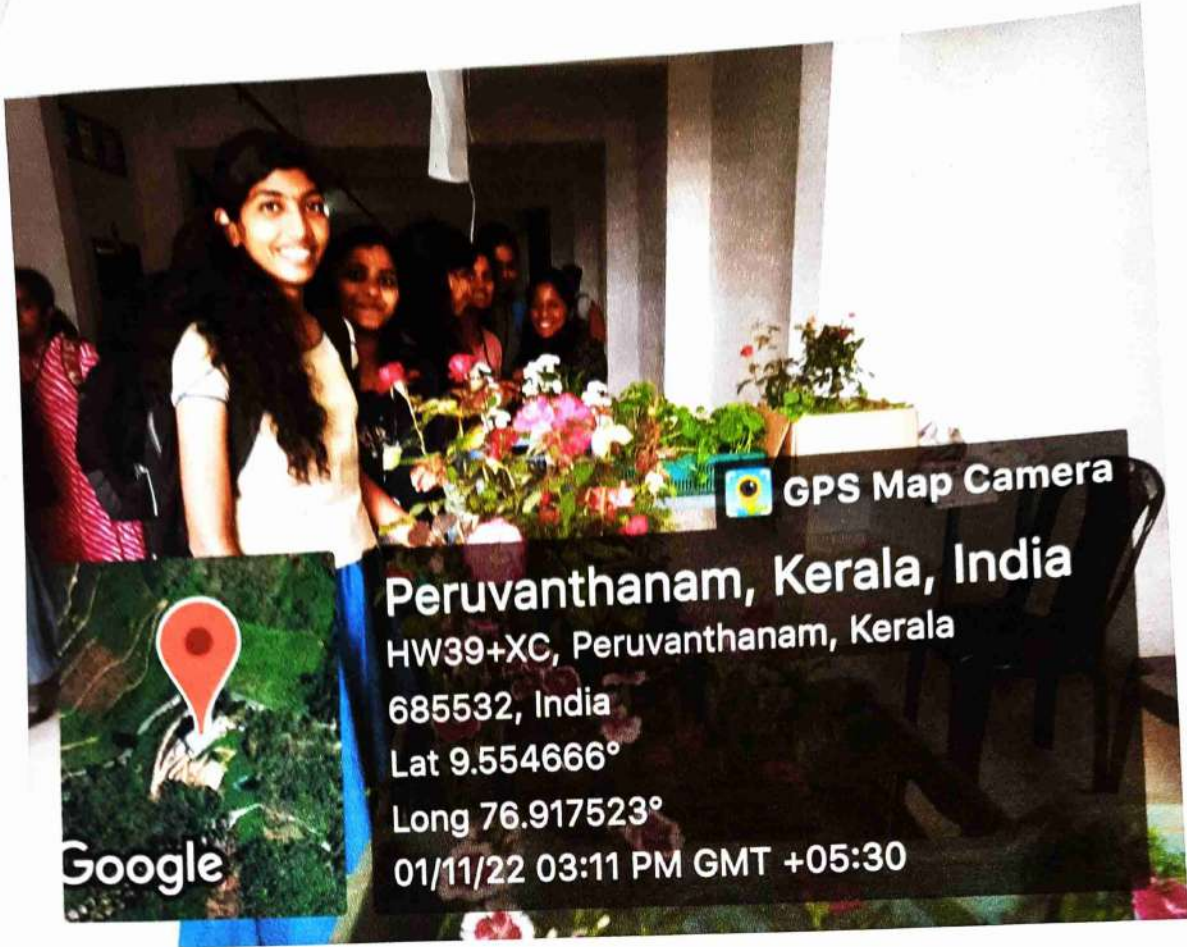 GPS Map Camera
Peruvanthanam, Kerala, India
HW39+XC, Peruvanthanam, Kerala
685532, India
Lat 9.554666°
Long 76.917523°
01/11/22 03:11 PM GMT +05:30
Google